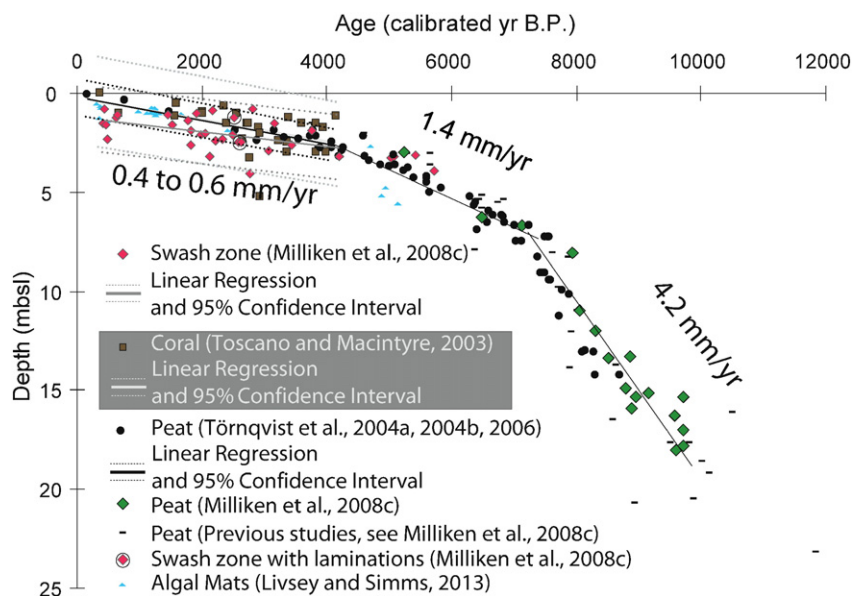 Age (calibrated yr B.P.)
0 2000 4000 6000 8000 10000 12000
0
1.4 mm/yr
0.4 to 0.6 mm/yr
5
Swash zone (Milliken et al., 2008c)
Linear Regression
and 95% Confidence Interval
10
4.2 mm/yr
Depth (mbsl)
Coral (Toscano and Macintyre, 2003)
Linear Regression
and 95% Confidence Interval
15
Peat (Törnqvist et al., 2004a, 2004b, 2006)
Linear Regression
and 95% Confidence Interval
20
Peat (Milliken et al., 2008c)
Peat (Previous studies, see Milliken et al., 2008c)
Swash zone with laminations (Milliken et al., 2008c)
Algal Mats (Livsey and Simms, 2013)
25